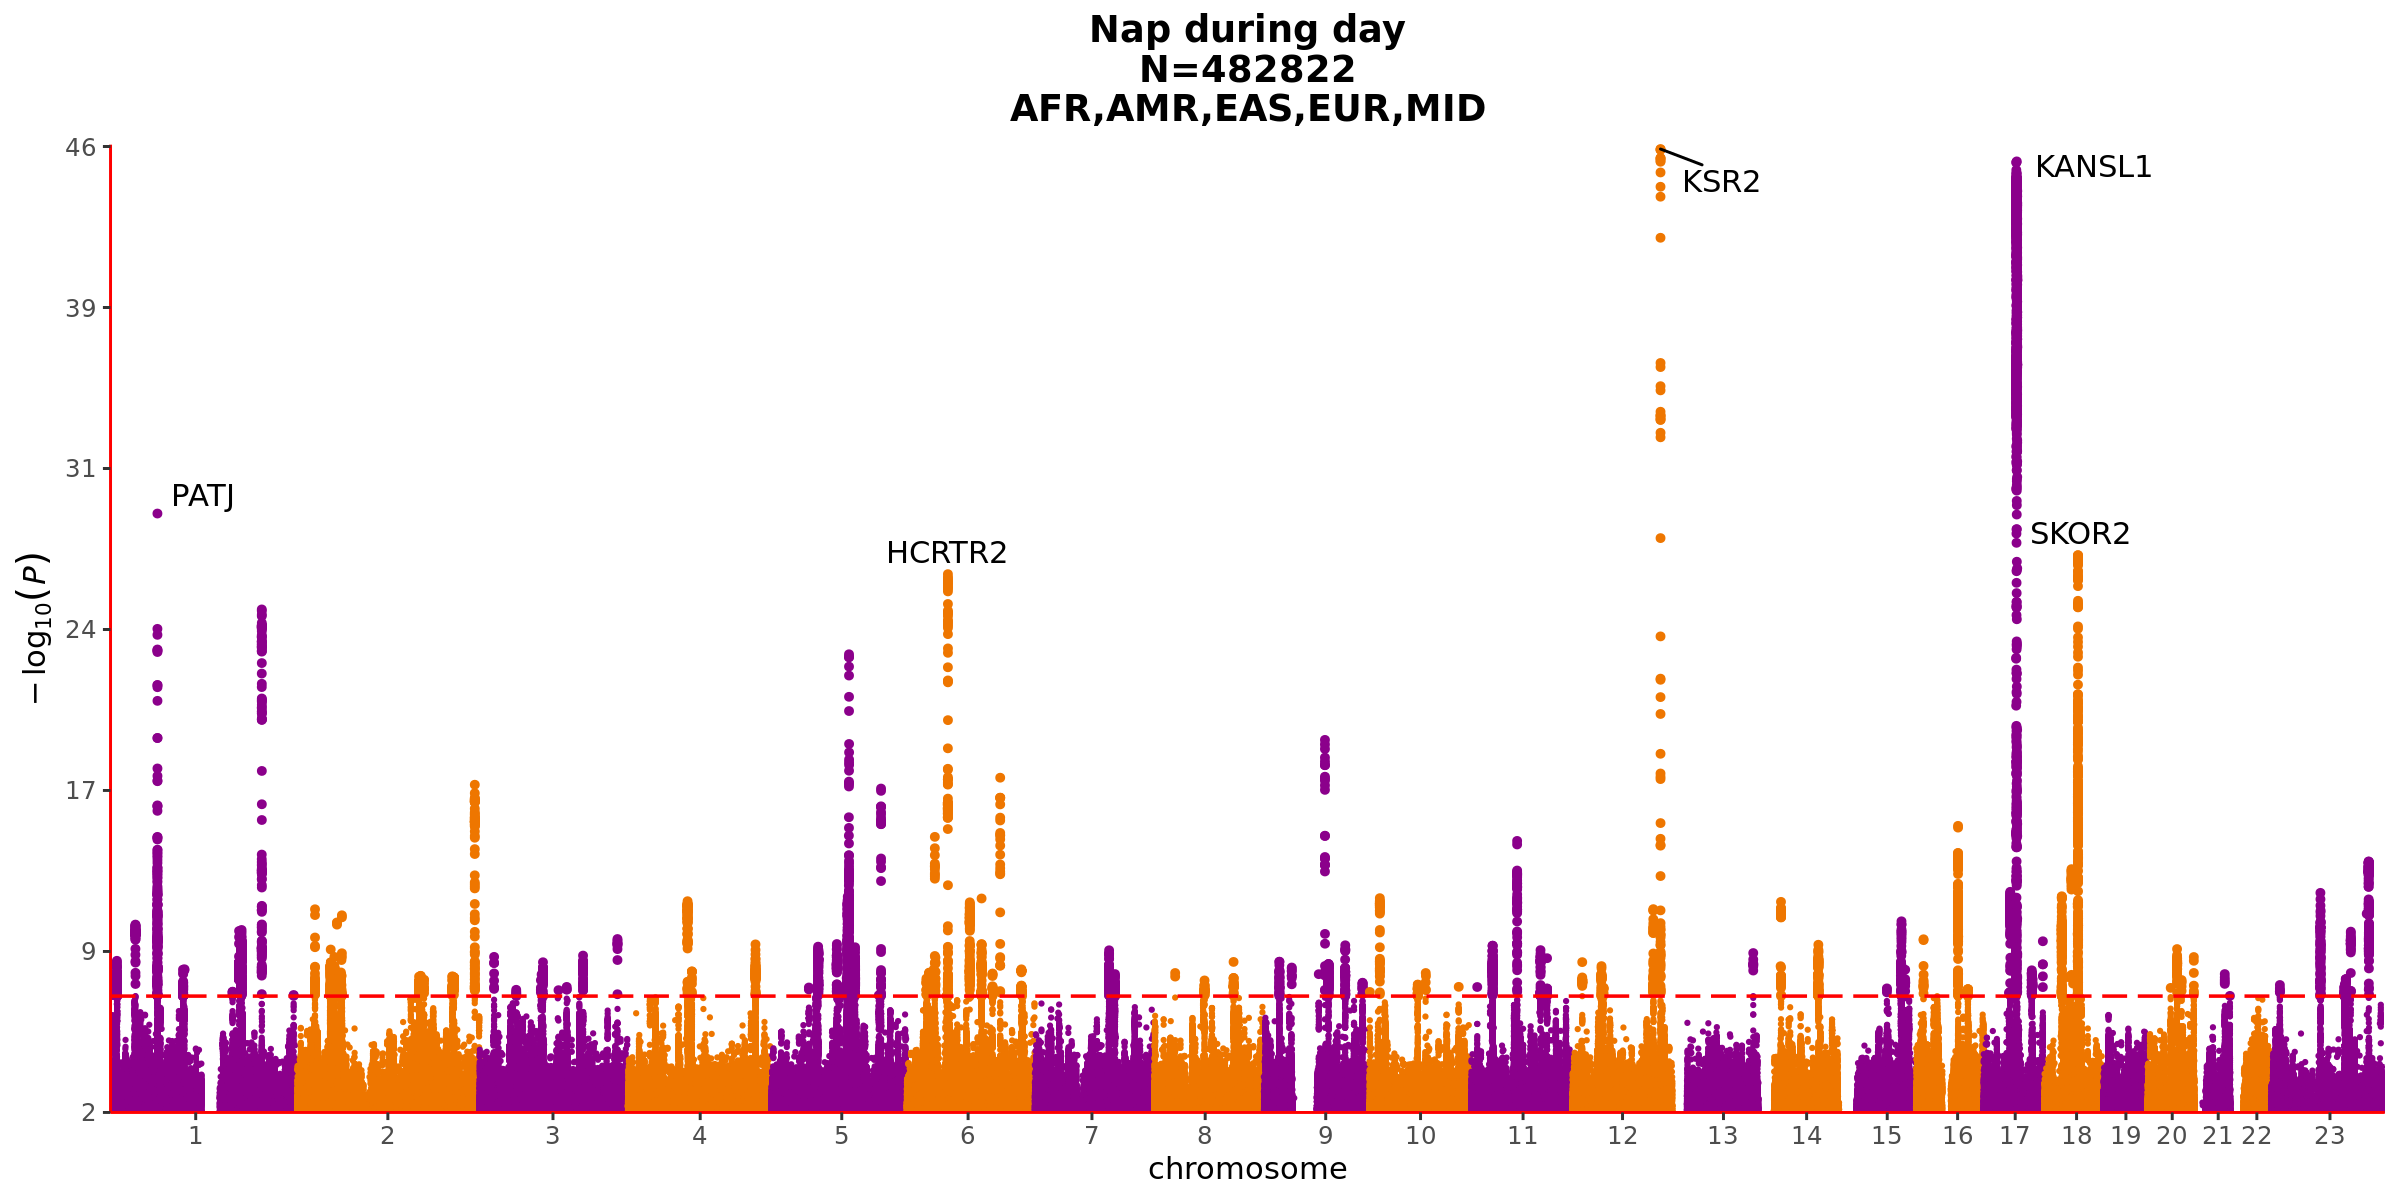 Nap during day
N=482822
AFR,AMR,EAS,EUR,MID
46
KSR2
KANSL1
39
31
PATJ
SKOR2
HCRTR2
24
17
9
2
−log10(P)
1 2 3 4 5 6 7 8 9 10 11 12 13 14 15 16 17 18 19 20 21 22 23
chromosome